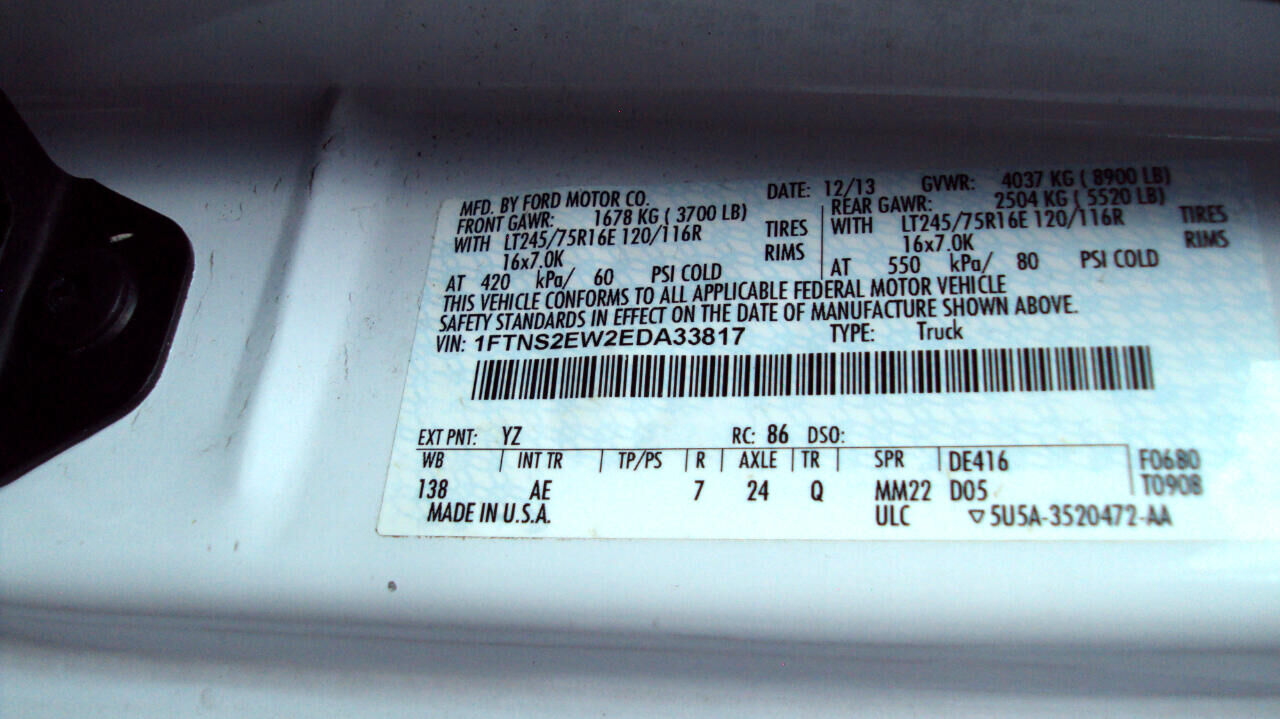 MFD. BY FORD MOTOR CO. DATE: 12/13 GVWR: 4037 KG ( 8900 LB)
FRONT GAWR: 1678 KG ( 3700 LB) REAR GAWR: 2504 KG ( 5520 LB)
WITH LT245/75R16E 120/116R TIRES WITH LT245/75R16E 120/116R TIRES
16x7.0K RIMS 16x7.0K RIMS
AT 420 kPa/ 60 PSI COLD AT 550 kPa/ 80 PSI COLD
THIS VEHICLE CONFORMS TO ALL APPLICABLE FEDERAL MOTOR VEHICLE
SAFETY STANDARDS IN EFFECT ON THE DATE OF MANUFACTURE SHOWN ABOVE.
VIN: 1FTNS2EW2EDA33817 TYPE: Truck
EXT PNT: YZ RC: 86 DSO:
WB INT TR TP/PS R AXLE TR SPR DE416 F0680
138 AE 7 24 Q MM22 D05 T0908
MADE IN U.S.A. ULC ▽5U5A-3520472-AA